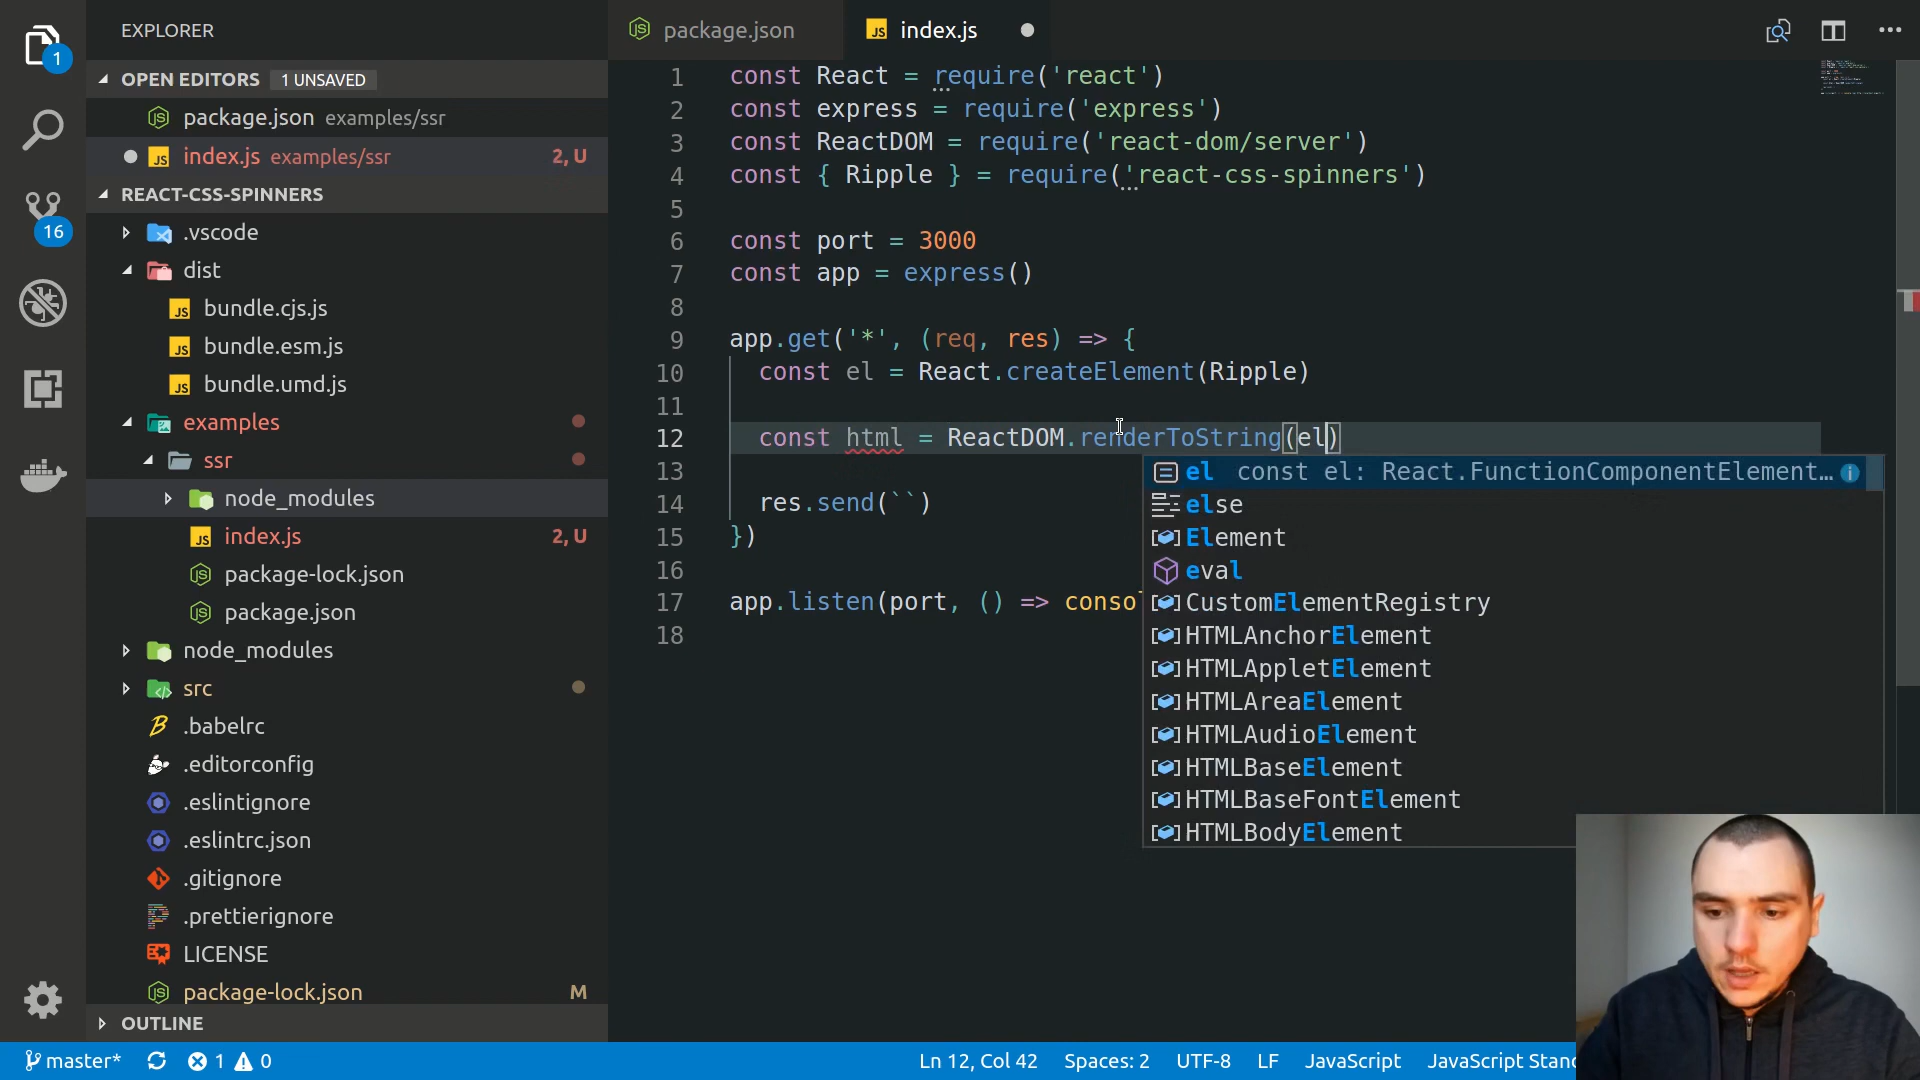 EXPLORER
OPEN EDITORS 1 UNSAVED
package.json examples/ssr
index.js examples/ssr 2, U
REACT-CSS-SPINNERS
.vscode
dist
bundle.cjs.js
bundle.esm.js
bundle.umd.js
examples
ssr
node_modules
index.js 2, U
package-lock.json
package.json
node_modules
src
.babelrc
.editorconfig
.eslintignore
.eslintrc.json
.gitignore
.prettierignore
LICENSE
package-lock.json M
OUTLINE
1
16
package.json
index.js
1 const React = require('react')
2 const express = require('express')
3 const ReactDOM = require('react-dom/server')
4 const { Ripple } = require('react-css-spinners')
5
6 const port = 3000
7 const app = express()
8
9 app.get('*', (req, res) => {
10 const el = React.createElement(Ripple)
11
12 const html = ReactDOM.renderToString(el)
13
14 res.send(``)
15 })
16
17 app.listen(port, () => consol
18
el const el: React.FunctionComponentElement…
else
Element
eval
CustomElementRegistry
HTMLAnchorElement
HTMLAppletElement
HTMLAreaElement
HTMLAudioElement
HTMLBaseElement
HTMLBaseFontElement
HTMLBodyElement
master* 1 0 Ln 12, Col 42 Spaces: 2 UTF-8 LF JavaScript JavaScript Stand